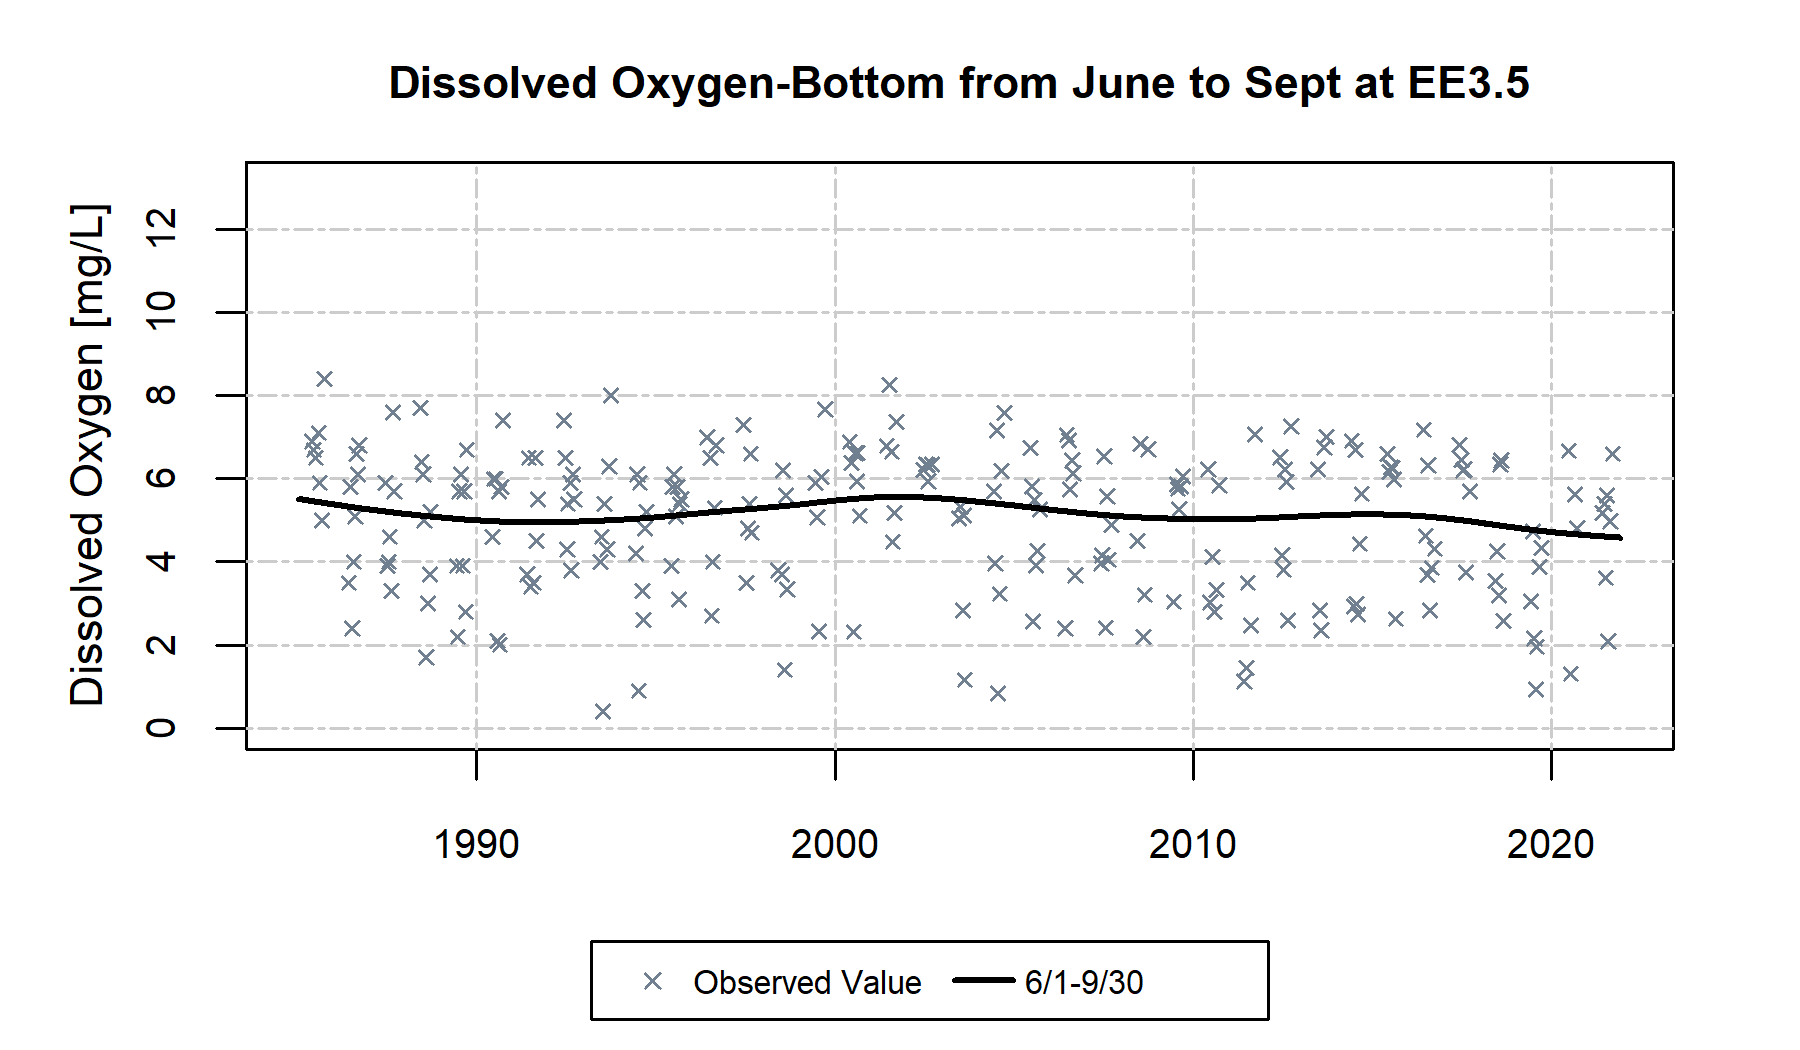 Dissolved Oxygen-Bottom from June to Sept at EE3.5
Dissolved Oxygen [mg/L]
12
10
8
6
4
2
0
1990 2000 2010 2020
Observed Value 6/1-9/30